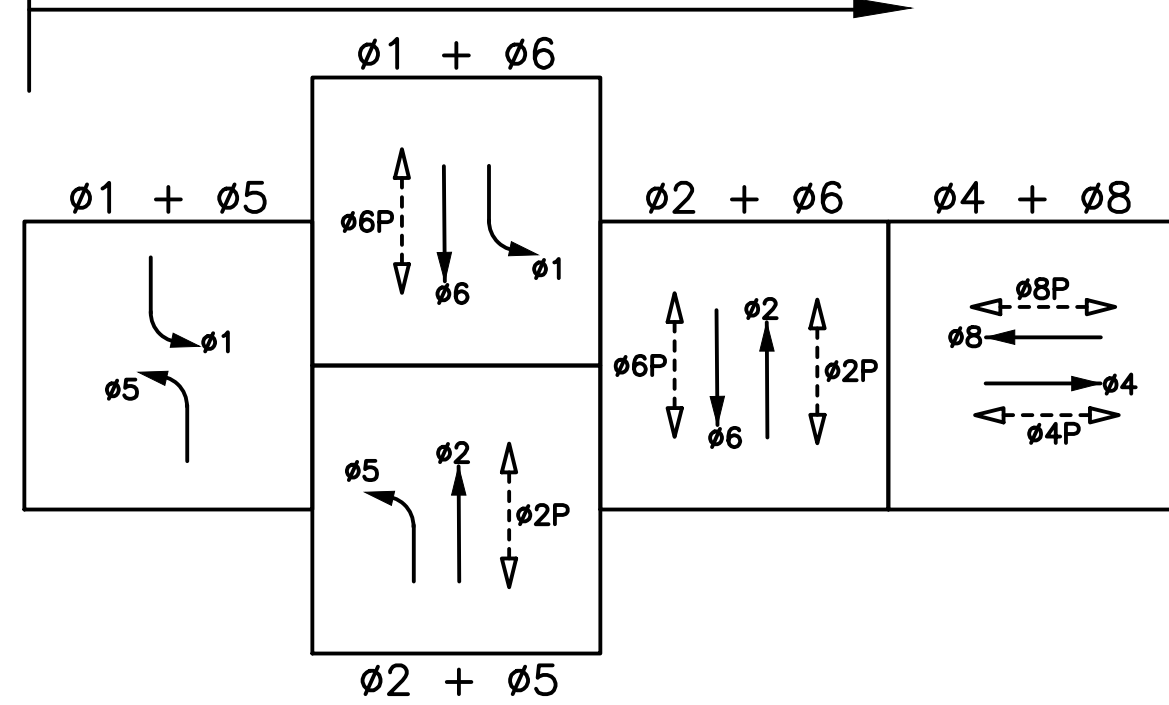 ø1 + ø6
ø1 + ø5
ø2 + ø6
ø4 + ø8
ø6P
ø1
ø6
ø1
ø5
ø6P
ø2
ø2P
ø6
ø8P
ø8
ø4
ø4P
ø5
ø2
ø2P
ø2 + ø5